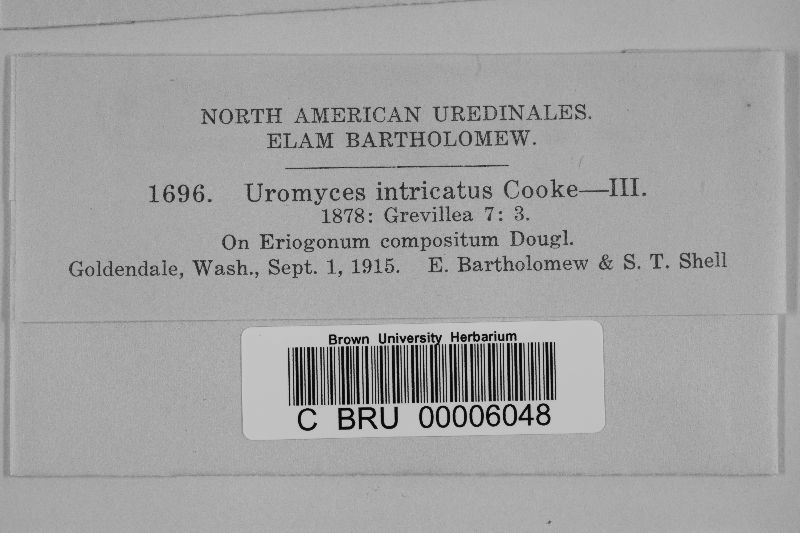 NORTH AMERICAN UREDINALES.
ELAM BARTHOLOMEW.
1696. Uromyces intricatus Cooke—III.
1878: Grevillea 7: 3.
On Eriogonum compositum Dougl.
Goldendale, Wash., Sept. 1, 1915. E. Bartholomew & S. T. Shell
Brown University Herbarium
C BRU 00006048